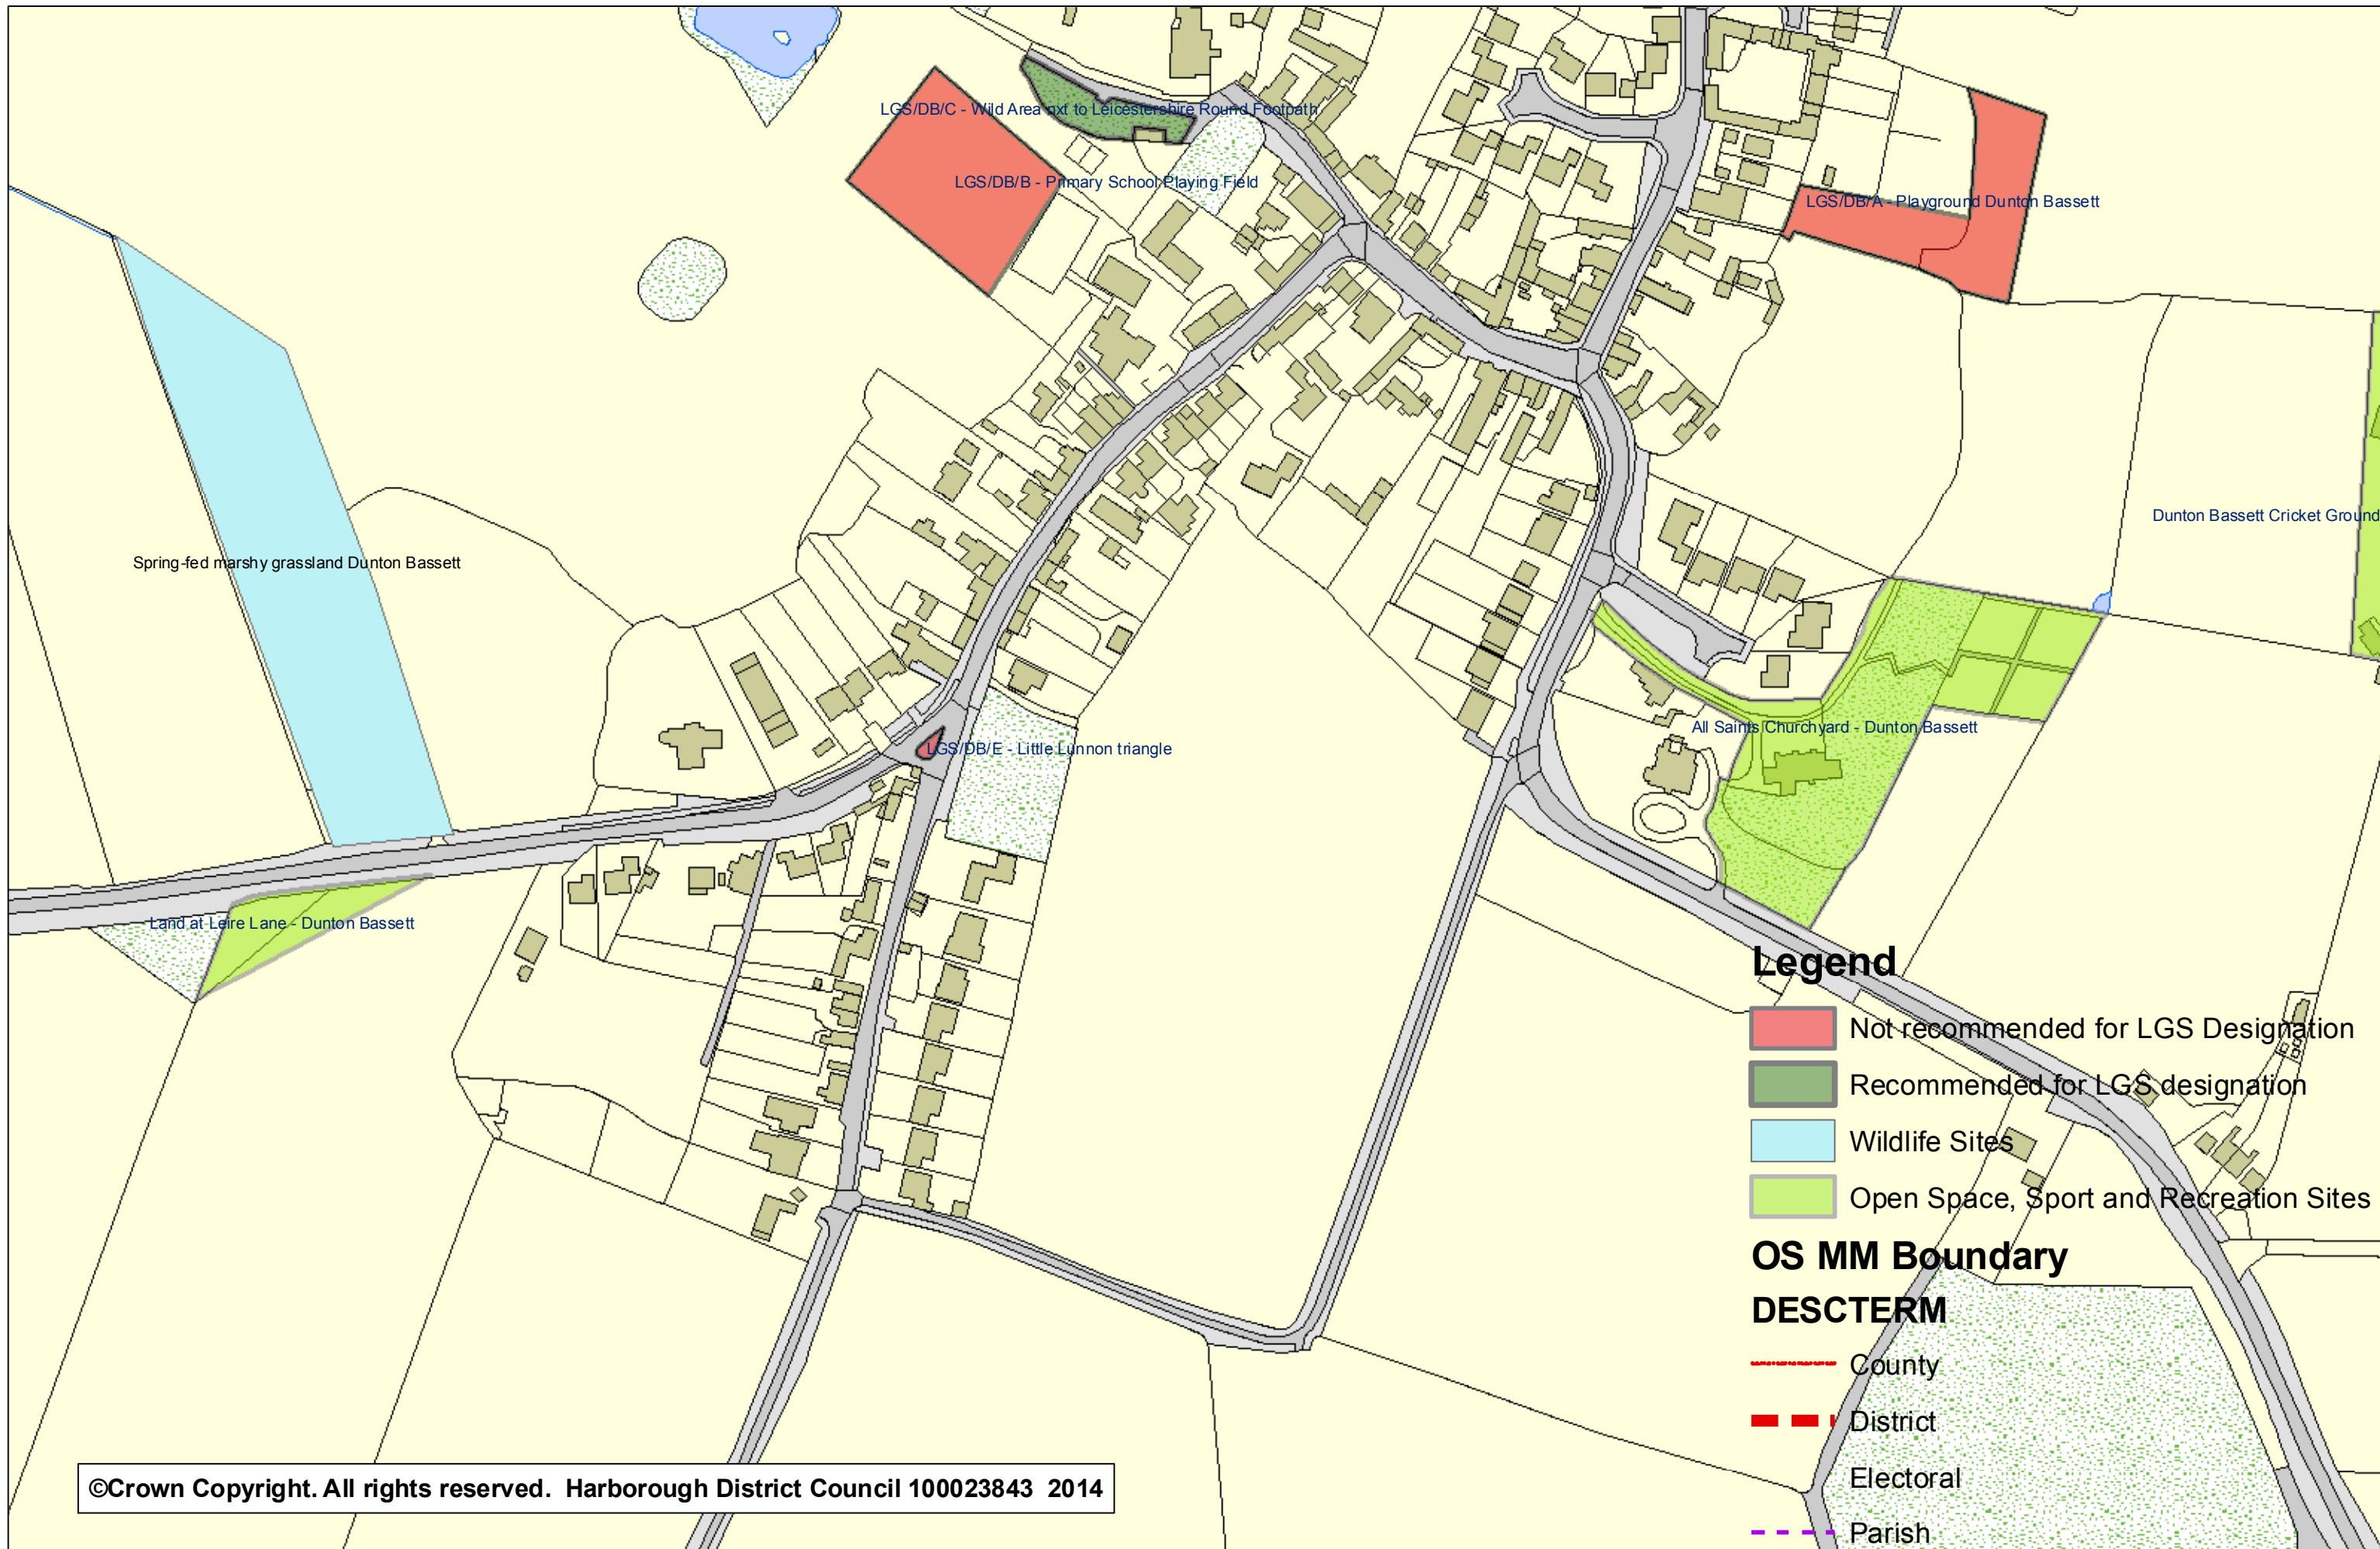 LGS/DB/C - Wild Area nxt to Leicestershire Round Footpath
LGS/DB/B - Primary School Playing Field
LGS/DB/A - Playground Dunton Bassett
Dunton Bassett Cricket Ground
Spring-fed marshy grassland Dunton Bassett
All Saints Churchyard - Dunton Bassett
LGS/DB/E - Little Lunnon triangle
Land at Leire Lane - Dunton Bassett
Legend
Not recommended for LGS Designation
Recommended for LGS designation
Wildlife Sites
Open Space, Sport and Recreation Sites
OS MM Boundary
DESCTERM
County
District
Electoral
Parish
©Crown Copyright. All rights reserved. Harborough District Council 100023843 2014